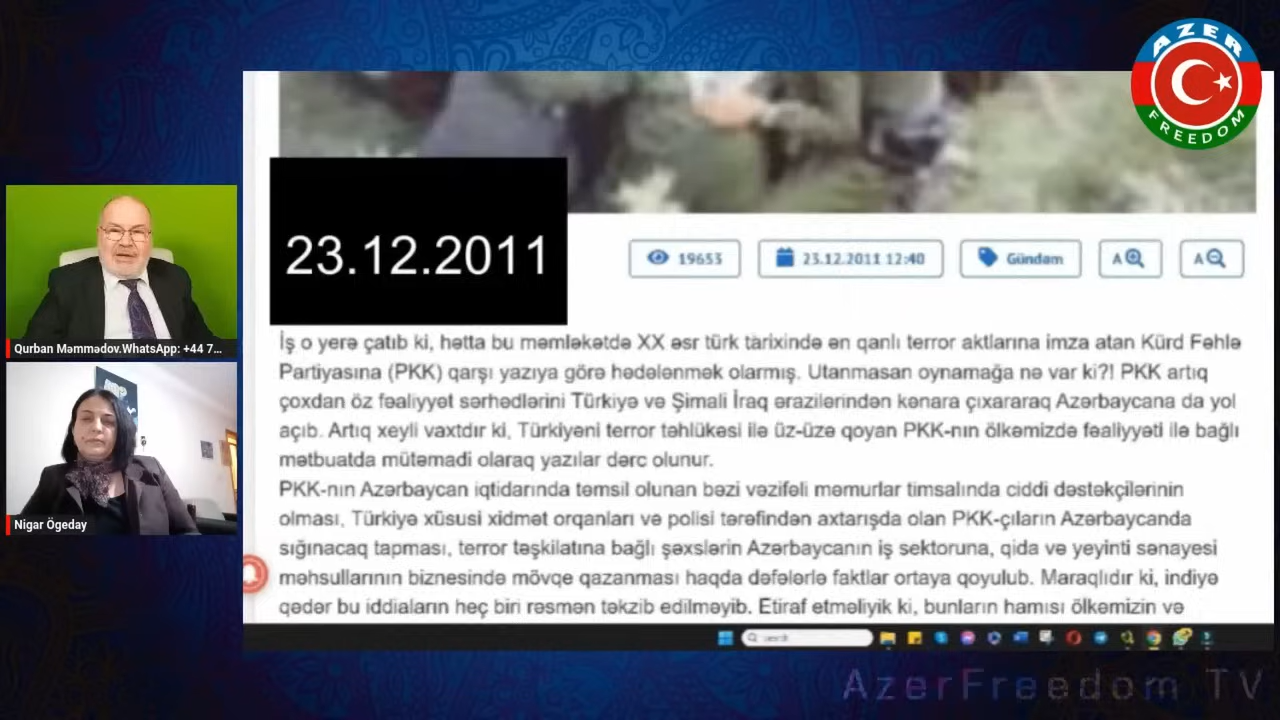 AZER
FREEDOM
23.12.2011
19653
23.12.2011 12:40
Gündəm
A
A
İş o yerə çatıb ki, hətta bu məmləkətdə XX əsr türk tarixində ən qanlı terror aktlarına imza atan Kürd Fəhlə
Partiyasına (PKK) qarşı yazıya görə hədələnmək olarmış. Utanmasan oynamağa nə var ki?! PKK artıq
çoxdan öz fəaliyyət sərhədlərini Türkiyə və Şimali İraq ərazilərindən kənara çıxararaq Azərbaycana da yol
açıb. Artıq xeyli vaxtdır ki, Türkiyəni terror təhlükəsi ilə üz-üzə qoyan PKK-nın ölkəmizdə fəaliyyəti ilə bağlı
mətbuatda mütəmadi olaraq yazılar dərc olunur.
PKK-nın Azərbaycan iqtidarında təmsil olunan bəzi vəzifəli məmurlar timsalında ciddi dəstəkçilərinin
olması, Türkiyə xüsusi xidmət orqanları və polisi tərəfindən axtarışda olan PKK-çıların Azərbaycanda
sığınacaq tapması, terror təşkilatına bağlı şəxslərin Azərbaycanın iş sektoruna, qida və yeyinti sənayesi
məhsullarının biznesində mövqe qazanması haqda dəfələrlə faktlar ortaya qoyulub. Maraqlıdır ki, indiyə
qədər bu iddiaların heç biri rəsmən təkzib edilməyib. Etiraf etməliyik ki, bunların hamısı ölkəmizin və
Qurban Məmmədov.WhatsApp: +44 7...
Nigar Ögeday
AzerFreedom TV